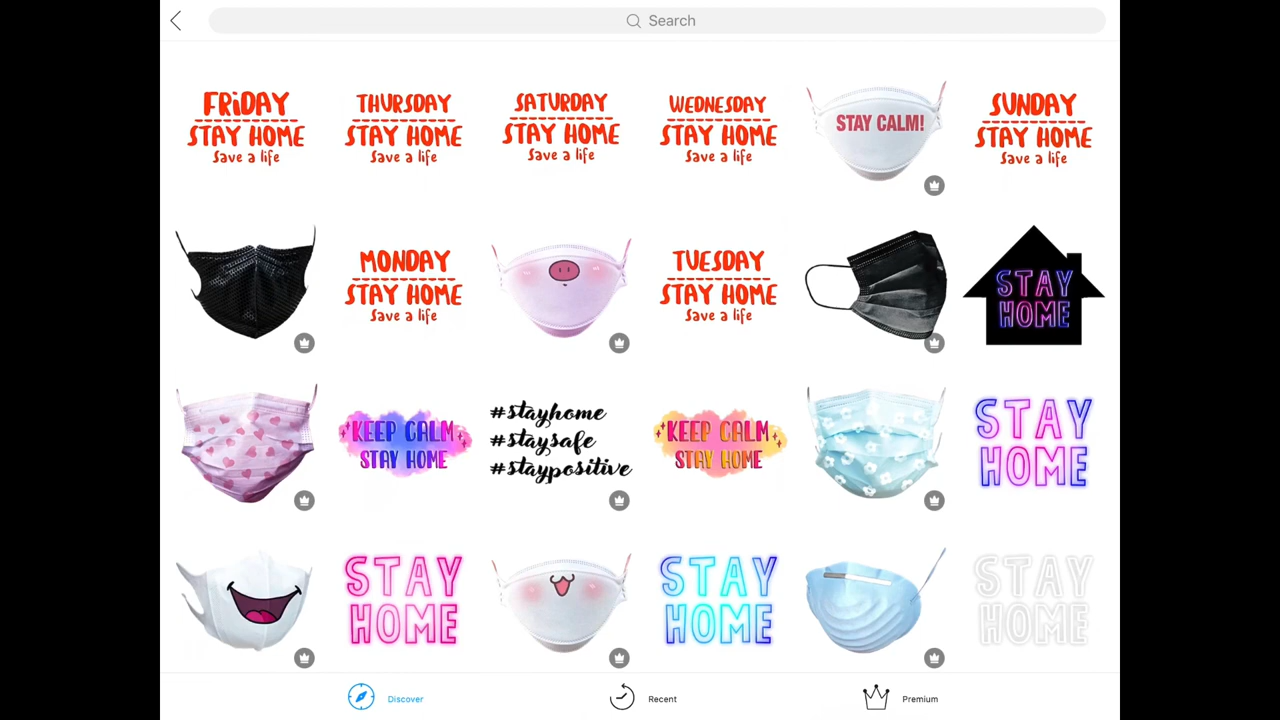 Search
FRiDAY
STAY HOME
Save a life
THURSDAY
STAY HOME
Save a life
SATURDAY
STAY HOME
Save a life
WEDNESDAY
STAY HOME
Save a life
STAY CALM!
SUNDAY
STAY HOME
Save a life
MONDAY
STAY HOME
Save a life
TUESDAY
STAY HOME
Save a life
STAY
HOME
KEEP CALM
STAY HOME
#stayhome
#staysafe
#staypositive
KEEP CALM
STAY HOME
STAY
HOME
STAY
HOME
STAY
HOME
STAY
HOME
Discover
Recent
Premium